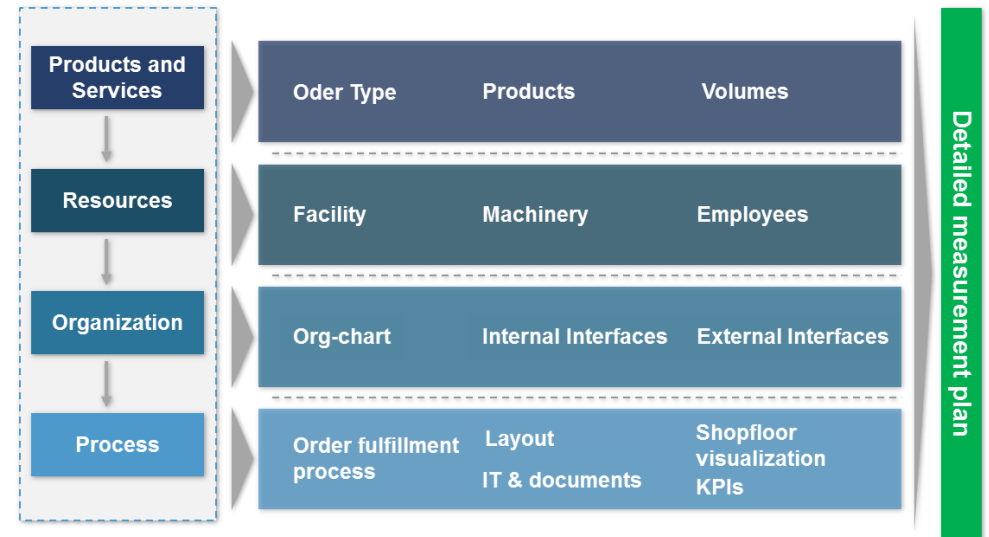 Products and
Services
Oder Type
Products
Volumes
Resources
Facility
Machinery
Employees
Organization
Org-chart
Internal Interfaces
External Interfaces
Process
Order fulfillment
process
Layout
IT & documents
Shopfloor
visualization
KPIs
Detailed measurement plan